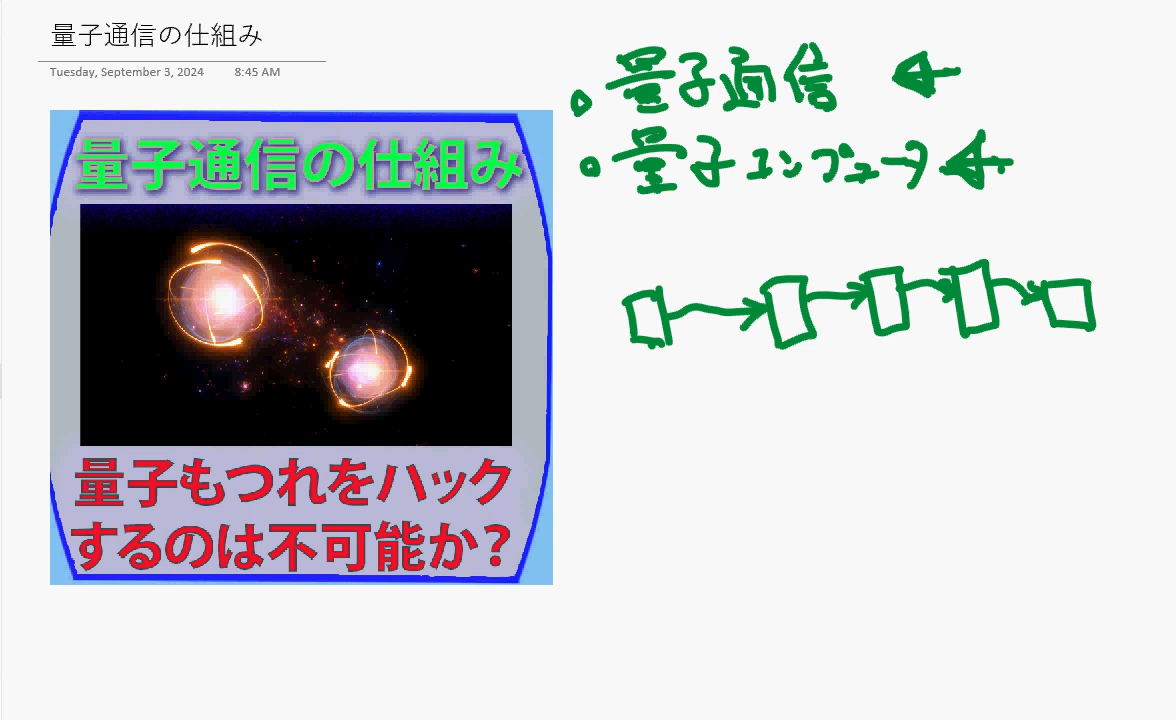 量子通信の仕組み
Tuesday, September 3, 2024 8:45 AM
量子通信の仕組み
量子もつれをハック
するのは不可能か?
量子通信
量子コンピュータ